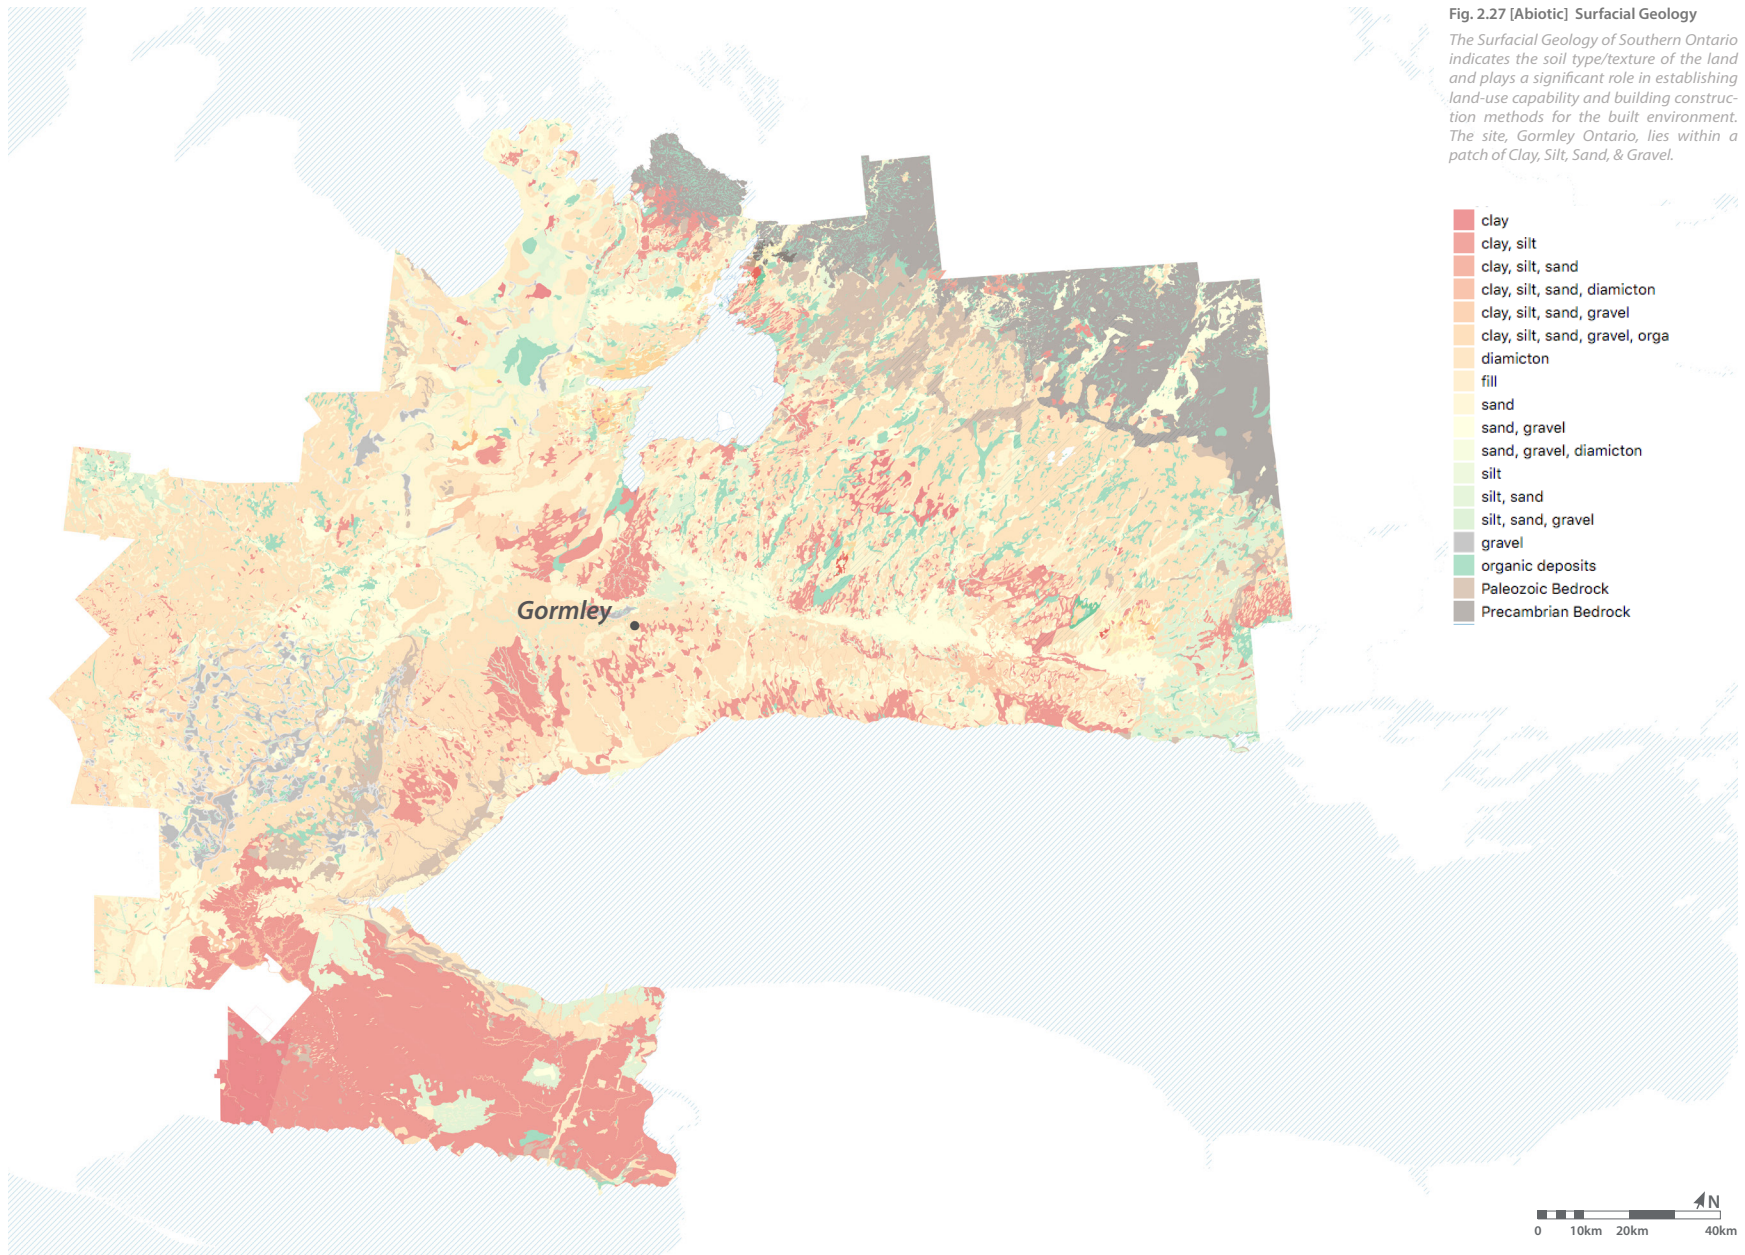 Fig. 2.27 [Abiotic] Surfacial Geology
The Surfacial Geology of Southern Ontario
indicates the soil type/texture of the land
and plays a significant role in establishing
land-use capability and building construc-
tion methods for the built environment.
The site, Gormley Ontario, lies within a
patch of Clay, Silt, Sand, & Gravel.
clay
clay, silt
clay, silt, sand
clay, silt, sand, diamicton
clay, silt, sand, gravel
clay, silt, sand, gravel, orga
diamicton
fill
sand
sand, gravel
sand, gravel, diamicton
silt
silt, sand
silt, sand, gravel
gravel
organic deposits
Paleozoic Bedrock
Precambrian Bedrock
Gormley
N
0 10km 20km 40km